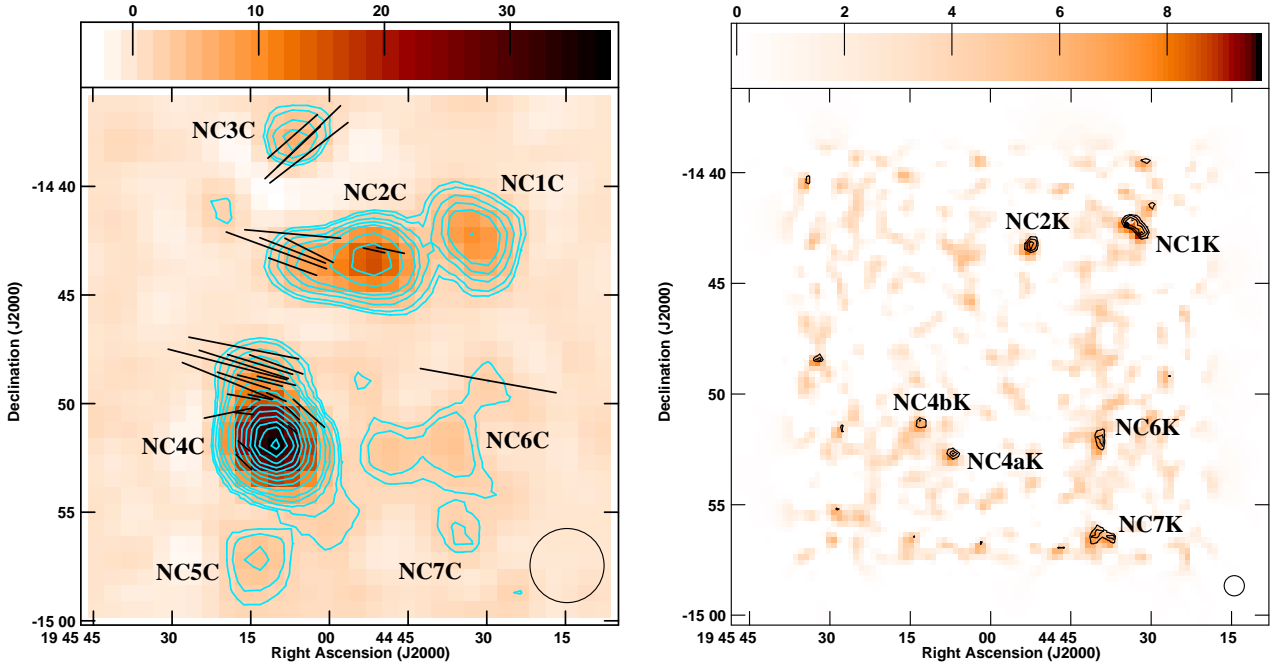 0 10 20 30
NC3C
NC2C
NC1C
-14 40
45
50
55
-15 00
NC4C
NC6C
NC5C
NC7C
19 45 45 30 15 00 44 45 30 15
Right Ascension (J2000)
Declination (J2000)
0 2 4 6 8
-14 40
45
50
55
-15 00
NC2K
NC1K
NC4bK
NC6K
NC4aK
NC7K
19 45 45 30 15 00 44 45 30 15
Right Ascension (J2000)
Declination (J2000)